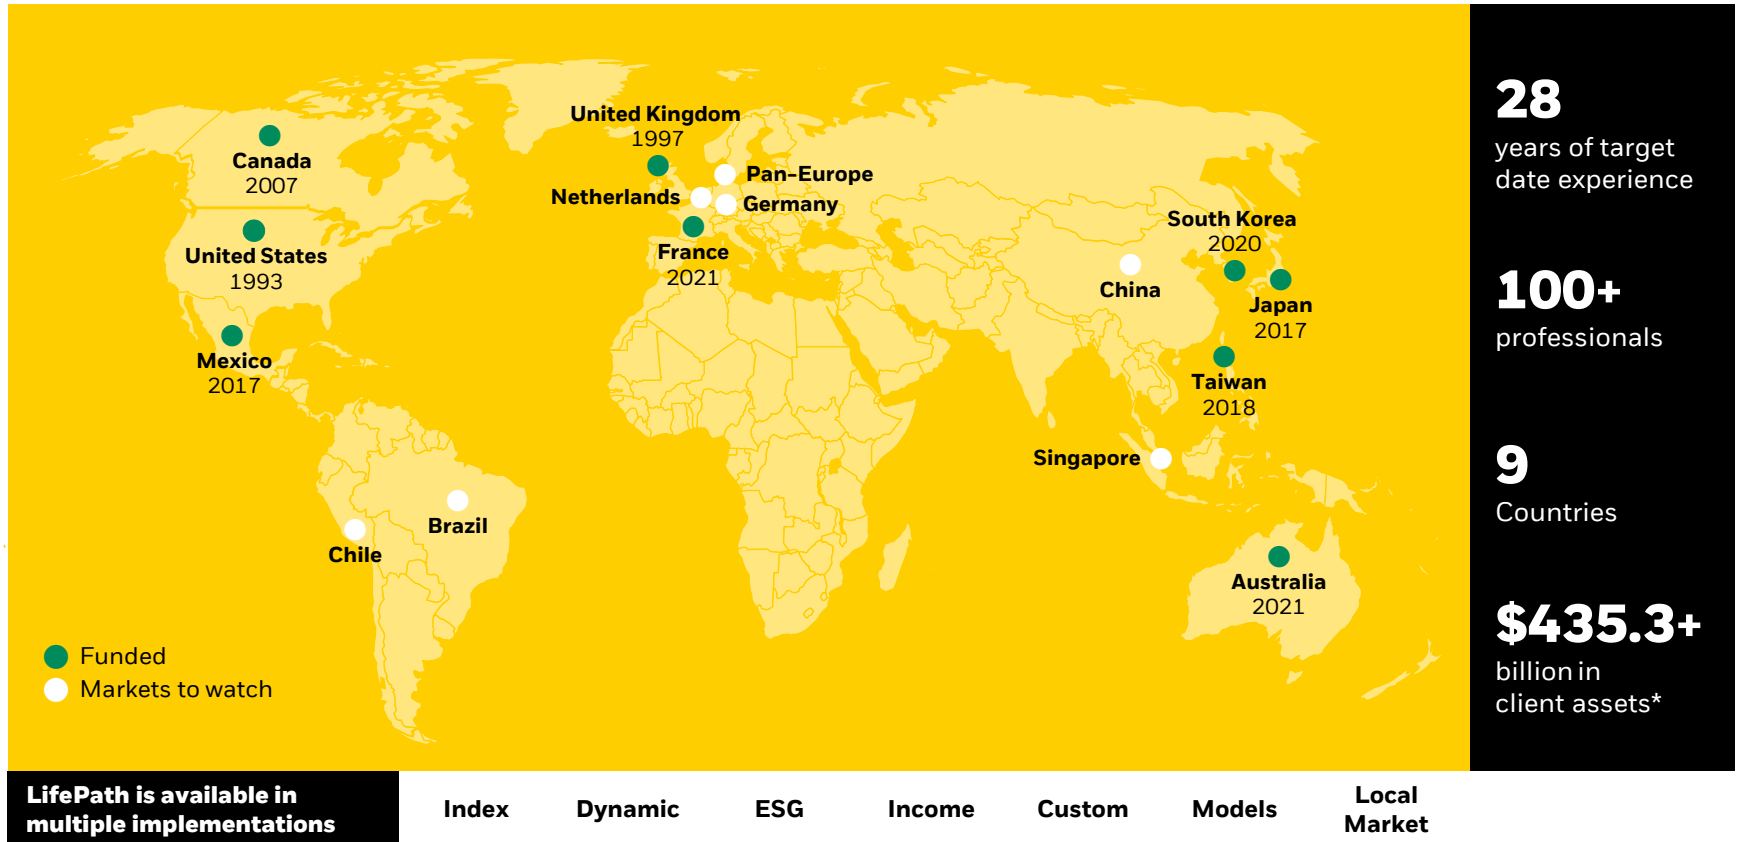 United Kingdom
1997
Canada
2007
Pan-Europe
Netherlands
Germany
South Korea
2020
United States
1993
France
2021
China
Japan
2017
Mexico
2017
Taiwan
2018
Singapore
Brazil
Chile
Australia
2021
Funded
Markets to watch
28
years of target
date experience
100+
professionals
9
Countries
$435.3+
billion in
client assets*
LifePath is available in
multiple implementations
Index
Dynamic
ESG
Income
Custom
Models
Local
Market